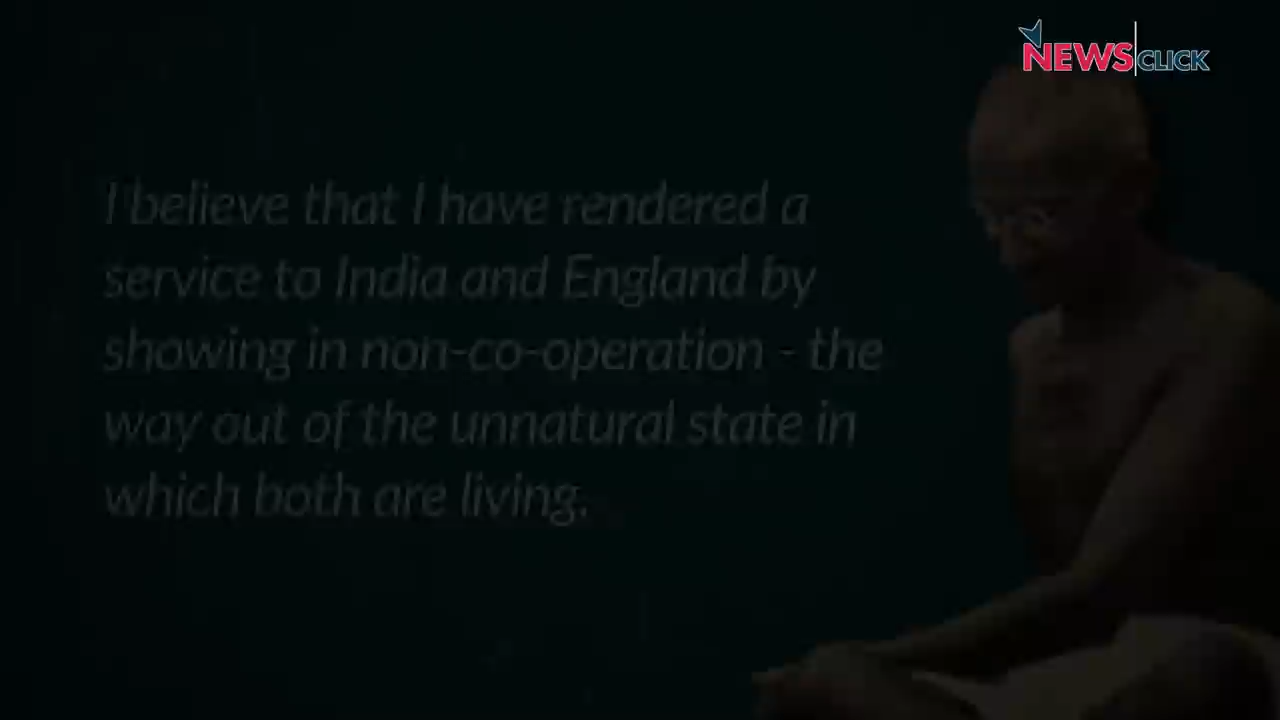 NEWSCLICK
I believe that I have rendered a
service to India and England by
showing in non-co-operation - the
way out of the unnatural state in
which both are living.